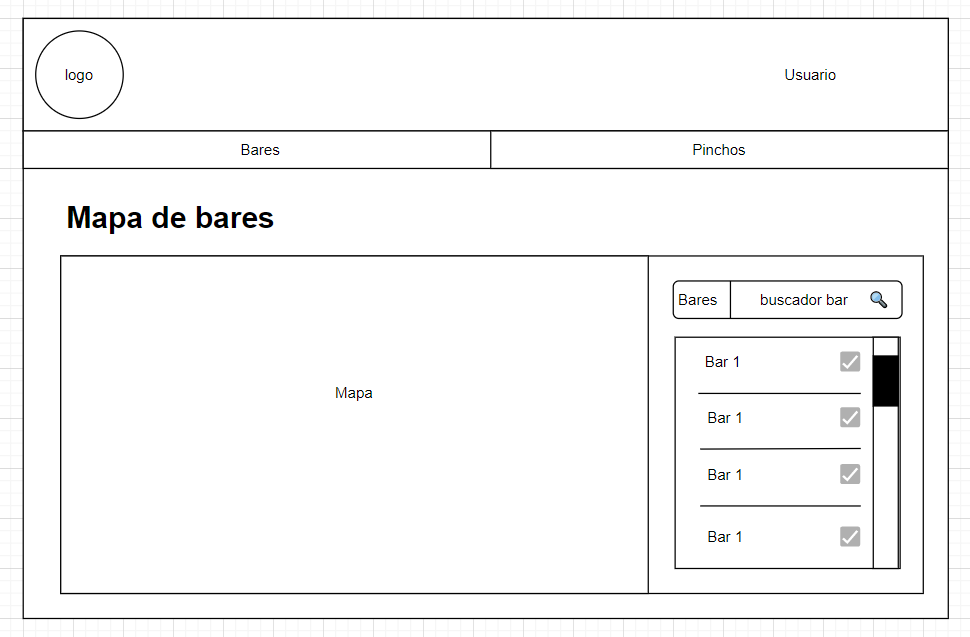 logo
Usuario
Bares
Pinchos
Mapa de bares
Mapa
Bares
buscador bar
Bar 1
Bar 1
Bar 1
Bar 1